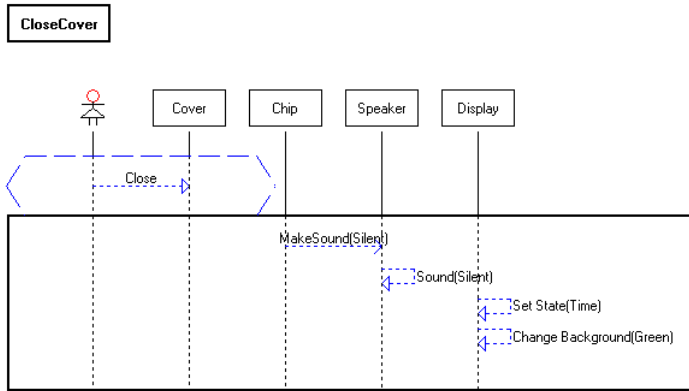 CloseCover
Cover
Chip
Speaker
Display
Close
MakeSound(Silent)
Sound(Silent)
Set State(Time)
Change Background(Green)